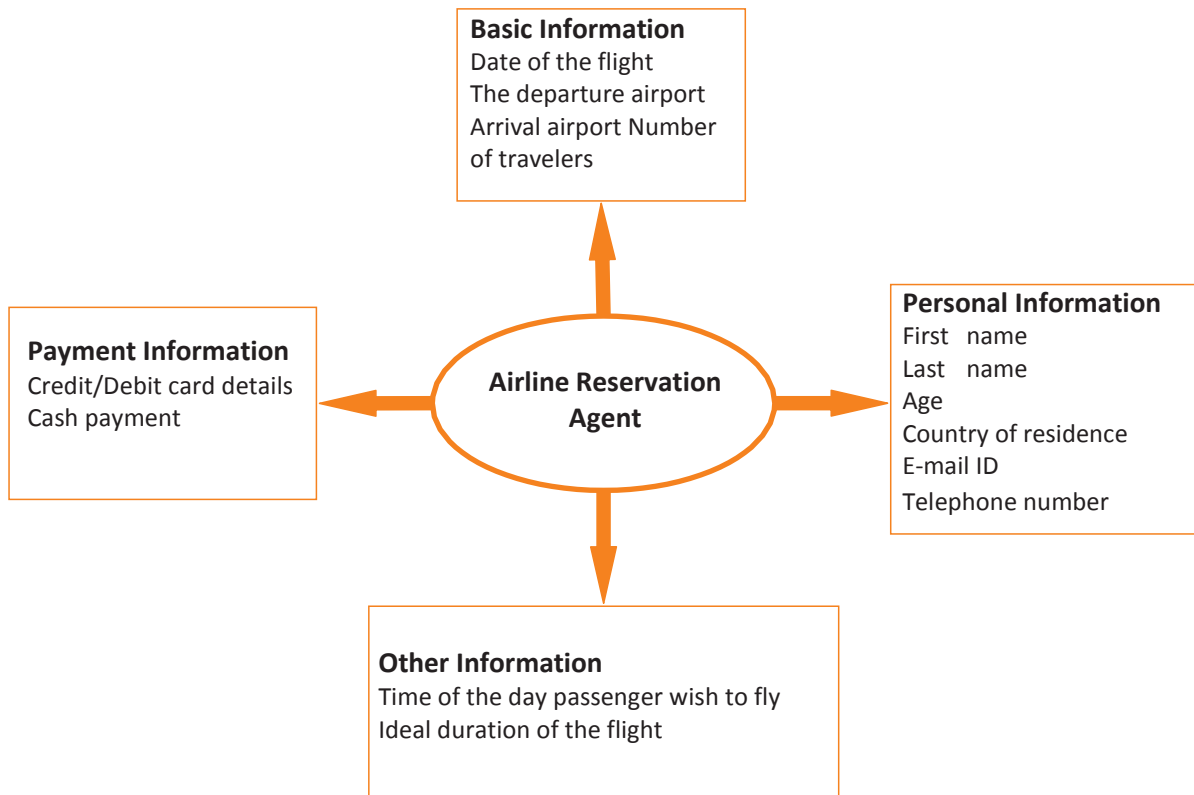 Basic Information
Date of the flight
The departure airport
Arrival airport Number
of travelers
Payment Information
Credit/Debit card details
Cash payment
Airline Reservation
Agent
Personal Information
First name
Last name
Age
Country of residence
E-mail ID
Telephone number
Other Information
Time of the day passenger wish to fly
Ideal duration of the flight